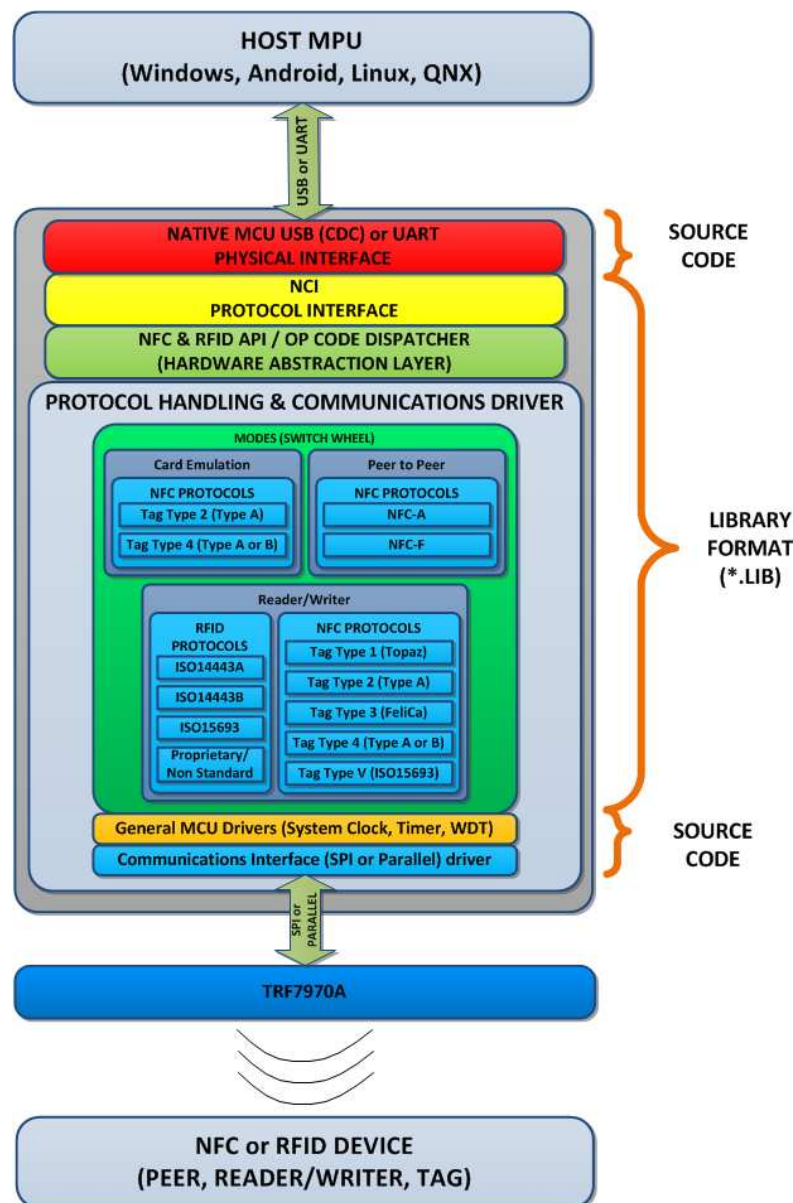 HOST MPU
(Windows, Android, Linux, QNX)
USB or UART
NATIVE MCU USB (CDC) or UART
PHYSICAL INTERFACE
SOURCE
CODE
NCI
PROTOCOL INTERFACE
NFC & RFID API / OP CODE DISPATCHER
(HARDWARE ABSTRACTION LAYER)
PROTOCOL HANDLING & COMMUNICATIONS DRIVER
MODES (SWITCH WHEEL)
Card Emulation
NFC PROTOCOLS
Tag Type 2 (Type A)
Tag Type 4 (Type A or B)
Peer to Peer
NFC PROTOCOLS
NFC-A
NFC-F
LIBRARY
FORMAT
(*.LIB)
Reader/Writer
RFID
PROTOCOLS
ISO14443A
ISO14443B
ISO15693
Proprietary/
Non Standard
NFC PROTOCOLS
Tag Type 1 (Topaz)
Tag Type 2 (Type A)
Tag Type 3 (FeliCa)
Tag Type 4 (Type A or B)
Tag Type V (ISO15693)
General MCU Drivers (System Clock, Timer, WDT)
Communications Interface (SPI or Parallel) driver
SOURCE
CODE
SPI or
PARALLEL
TRF7970A
NFC or RFID DEVICE
(PEER, READER/WRITER, TAG)